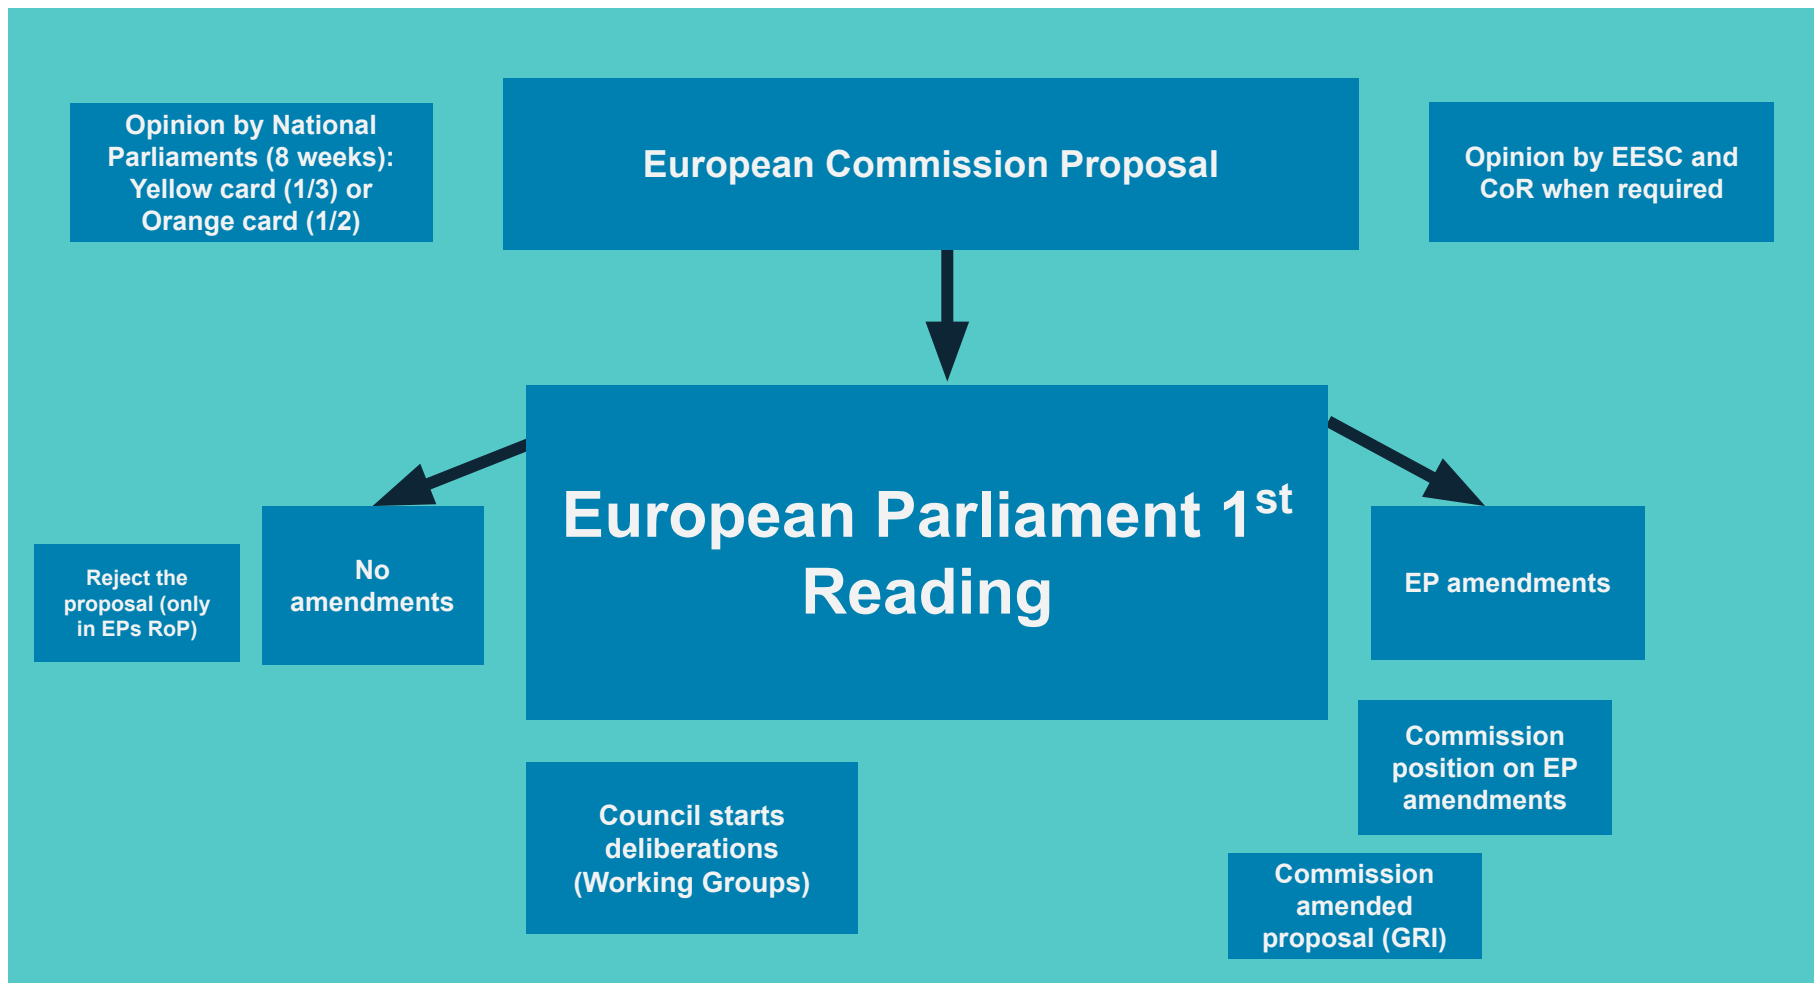 Opinion by National
Parliaments (8 weeks):
Yellow card (1/3) or
Orange card (1/2)
European Commission Proposal
Opinion by EESC and
CoR when required
European Parliament 1st
Reading
Reject the
proposal (only
in EPs RoP)
No
amendments
EP amendments
Commission
position on EP
amendments
Council starts
deliberations
(Working Groups)
Commission
amended
proposal (GRI)